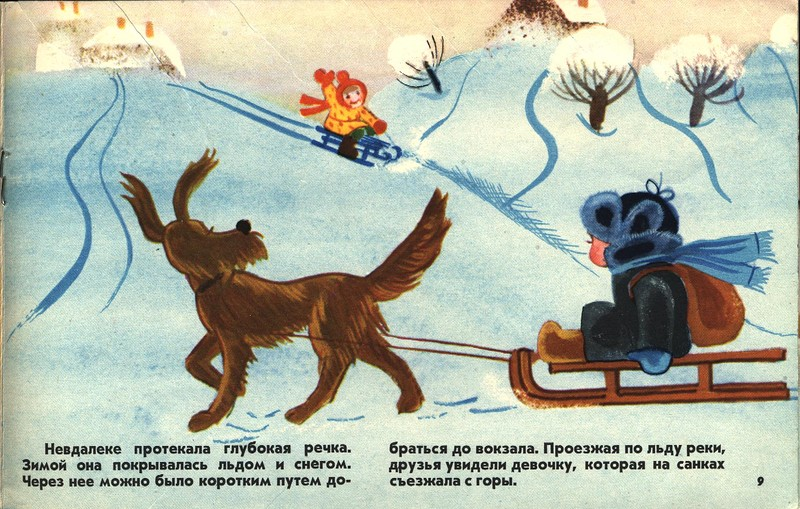 Невдалеке протекала глубокая речка.
Зимой она покрывалась льдом и снегом.
Через нее можно было коротким путем до-
браться до вокзала. Проезжая по льду реки,
друзья увидели девочку, которая на санках
съезжала с горы.
9